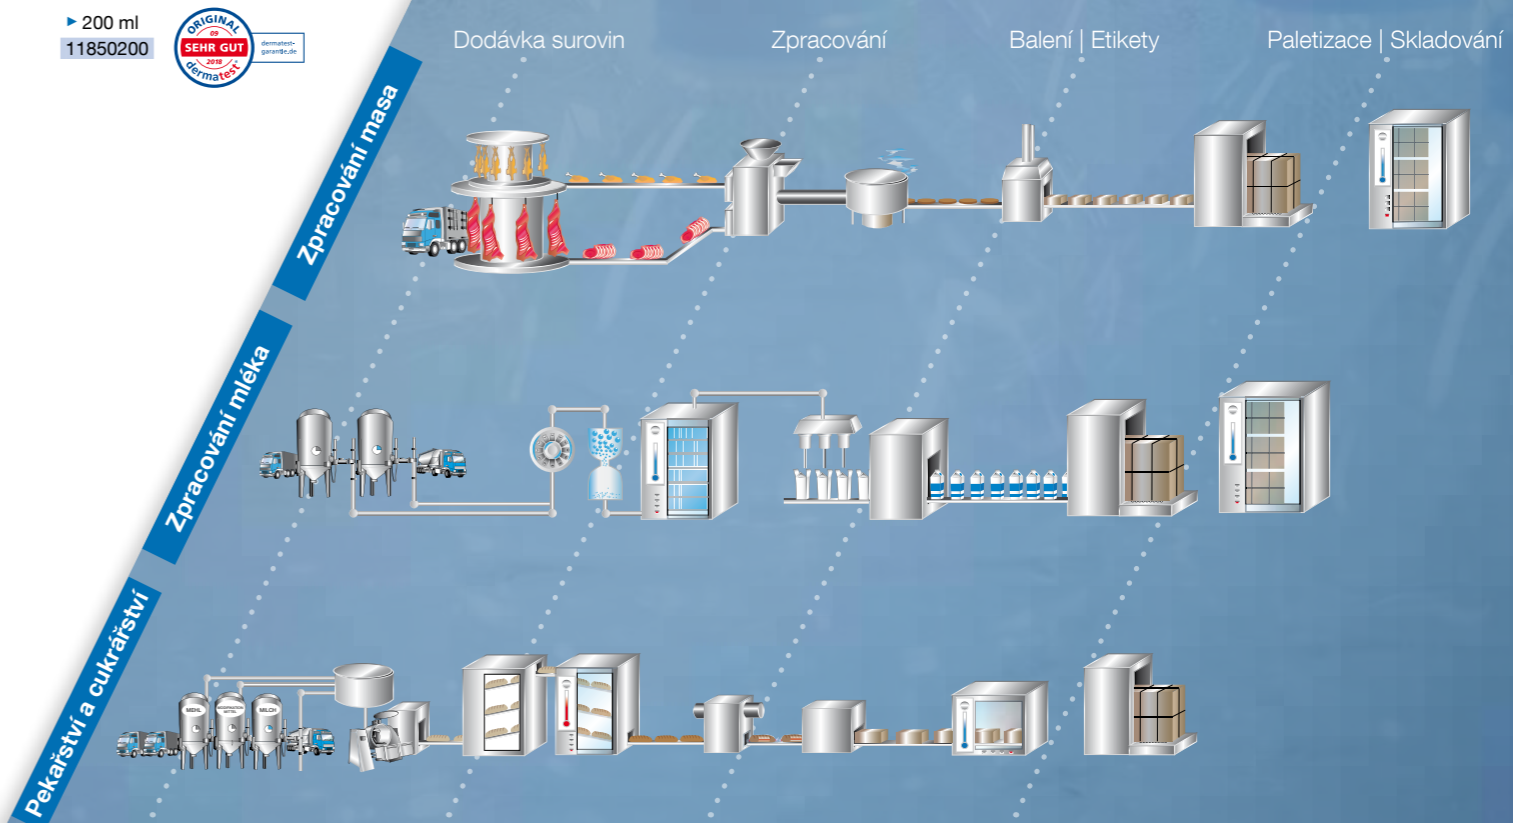 ► 200 ml
11850200
ORIGINAL
09
SEHR GUT
2018
dermatest®
dermatest-
garantie.de
Dodávka surovin
Zpracování
Balení | Etikety
Paletizace | Skladování
Zpracování masa
Zpracování mléka
Pekařství a cukrářství
MEHL
MILCH